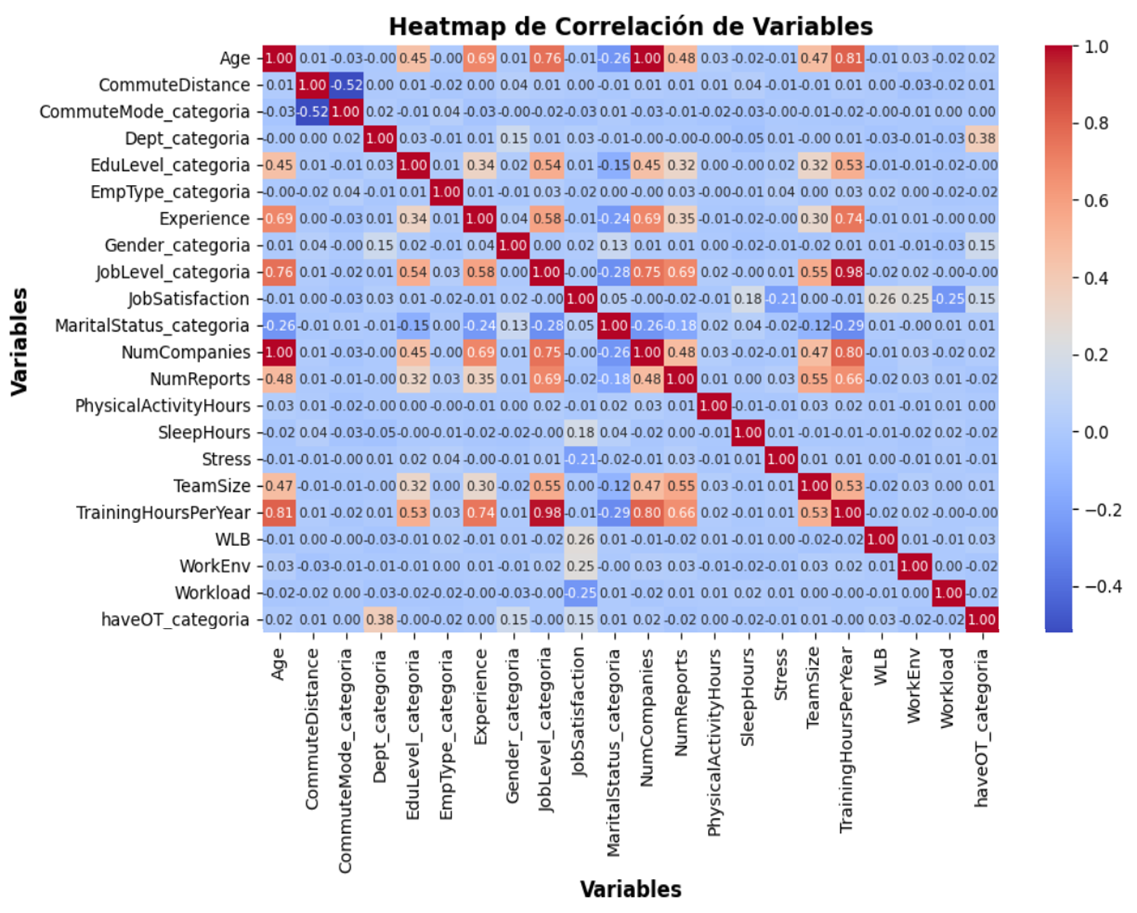 Heatmap de Correlación de Variables
Age 1.00 0.01 -0.03 -0.00 0.45 -0.00 0.69 0.01 0.76 -0.01 -0.26 1.00 0.48 0.03 -0.02 -0.01 0.47 0.81 -0.01 0.03 -0.02 0.02
CommuteDistance 0.01 1.00 -0.52 0.00 0.01 -0.02 0.00 0.04 0.01 0.00 -0.01 0.01 0.01 0.01 0.04 -0.01 -0.01 0.01 0.00 -0.03 -0.02 0.01
CommuteMode_categoria -0.03 -0.52 1.00 0.02 -0.01 0.04 -0.03 -0.00 -0.02 -0.03 0.01 -0.03 -0.01 -0.02 -0.03 -0.00 -0.01 -0.02 -0.00 -0.01 0.00 0.00
Dept_categoria -0.00 0.00 0.02 1.00 0.03 -0.01 0.01 0.15 0.01 0.03 -0.01 -0.00 -0.00 -0.00 -0.05 0.01 -0.00 0.01 -0.03 -0.01 -0.03 0.38
EduLevel_categoria 0.45 0.01 -0.01 0.03 1.00 0.01 0.34 0.02 0.54 0.01 -0.15 0.45 0.32 0.00 -0.00 0.02 0.32 0.53 -0.01 -0.01 -0.02 -0.00
EmpType_categoria -0.00 -0.02 0.04 -0.01 0.01 1.00 0.01 -0.01 0.03 -0.02 0.00 -0.00 0.03 -0.00 -0.01 0.04 0.00 0.03 0.02 0.00 -0.02 -0.02
Experience 0.69 0.00 -0.03 0.01 0.34 0.01 1.00 0.04 0.58 -0.01 -0.24 0.69 0.35 -0.01 -0.02 -0.00 0.30 0.74 -0.01 0.01 -0.00 0.00
Gender_categoria 0.01 0.04 -0.00 0.15 0.02 -0.01 0.04 1.00 0.00 0.02 0.13 0.01 0.01 0.00 -0.02 -0.01 -0.02 0.01 0.01 -0.01 -0.03 0.15
JobLevel_categoria 0.76 0.01 -0.02 0.01 0.54 0.03 0.58 0.00 1.00 -0.00 -0.28 0.75 0.69 0.02 -0.00 0.01 0.55 0.98 -0.02 0.02 -0.00 -0.00
JobSatisfaction -0.01 0.00 -0.03 0.03 0.01 -0.02 -0.01 0.02 -0.00 1.00 0.05 -0.00 -0.02 -0.01 0.18 -0.21 0.00 -0.01 0.26 0.25 -0.25 0.15
MaritalStatus_categoria -0.26 -0.01 0.01 -0.01 -0.15 0.00 -0.24 0.13 -0.28 0.05 1.00 -0.26 -0.18 0.02 0.04 -0.02 -0.12 -0.29 0.01 -0.00 0.01 0.01
NumCompanies 1.00 0.01 -0.03 -0.00 0.45 -0.00 0.69 0.01 0.75 -0.00 -0.26 1.00 0.48 0.03 -0.02 -0.01 0.47 0.80 -0.01 0.03 -0.02 0.02
NumReports 0.48 0.01 -0.01 -0.00 0.32 0.03 0.35 0.01 0.69 -0.02 -0.18 0.48 1.00 0.01 0.00 0.03 0.55 0.66 -0.02 0.03 0.01 -0.02
PhysicalActivityHours 0.03 0.01 -0.02 -0.00 0.00 -0.00 -0.01 0.00 0.02 -0.01 0.02 0.03 0.01 1.00 -0.01 -0.01 0.03 0.02 -0.01 -0.01 0.01 0.00
SleepHours -0.02 0.04 -0.03 -0.05 -0.00 -0.01 -0.02 -0.02 -0.00 0.18 0.04 -0.02 0.00 -0.01 1.00 0.01 -0.01 -0.01 -0.01 -0.02 0.02 -0.02
Stress -0.01 -0.01 -0.00 0.01 0.02 0.04 -0.00 -0.01 0.01 -0.21 -0.02 -0.01 0.03 -0.01 0.01 1.00 0.01 0.01 0.00 -0.01 0.01 -0.01
TeamSize 0.47 -0.01 -0.01 -0.00 0.32 0.00 0.30 -0.02 0.55 0.00 -0.12 0.47 0.55 0.03 -0.01 0.01 1.00 0.53 -0.02 0.03 0.00 0.01
TrainingHoursPerYear 0.81 0.01 -0.02 0.01 0.53 0.03 0.74 0.01 0.98 -0.01 -0.29 0.80 0.66 0.02 -0.01 0.01 0.53 1.00 -0.02 0.02 -0.00 -0.00
WLB -0.01 0.00 -0.00 -0.03 -0.01 0.02 -0.01 0.01 -0.02 0.26 0.01 -0.01 -0.02 -0.01 -0.01 0.00 -0.02 -0.02 1.00 0.01 -0.01 0.03
WorkEnv 0.03 -0.03 -0.01 -0.01 -0.01 0.00 0.01 -0.01 0.02 0.25 -0.00 0.03 0.03 -0.01 -0.02 -0.01 0.03 0.02 0.01 1.00 0.00 -0.02
Workload -0.02 -0.02 0.00 -0.03 -0.02 -0.02 -0.00 -0.03 -0.00 -0.25 0.01 -0.02 0.01 0.01 0.02 0.01 0.00 -0.00 -0.01 0.00 1.00 -0.02
haveOT_categoria 0.02 0.01 0.00 0.38 -0.00 -0.02 0.00 0.15 -0.00 0.15 0.01 0.02 -0.02 0.00 -0.02 -0.01 0.01 -0.00 0.03 -0.02 -0.02 1.00
Variables
Age
CommuteDistance
CommuteMode_categoria
Dept_categoria
EduLevel_categoria
EmpType_categoria
Experience
Gender_categoria
JobLevel_categoria
JobSatisfaction
MaritalStatus_categoria
NumCompanies
NumReports
PhysicalActivityHours
SleepHours
Stress
TeamSize
TrainingHoursPerYear
WLB
WorkEnv
Workload
haveOT_categoria
Variables
1.0
0.8
0.6
0.4
0.2
0.0
−0.2
−0.4